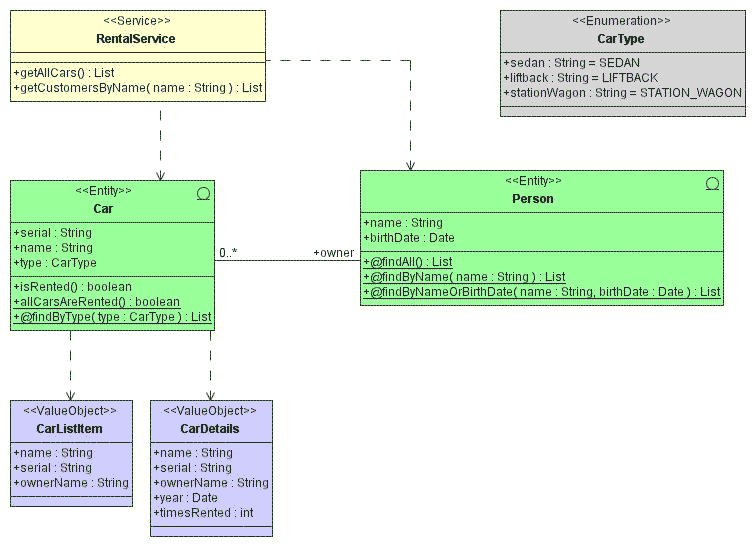 <<Service>>
RentalService
+getAllCars() : List
+getCustomersByName( name : String ) : List
<<Enumeration>>
CarType
+sedan : String = SEDAN
+liftback : String = LIFTBACK
+stationWagon : String = STATION_WAGON
<<Entity>>
Car
+serial : String
+name : String
+type : CarType
+isRented() : boolean
+allCarsAreRented() : boolean
+@findByType( type : CarType ) : List
0..*
+owner
<<Entity>>
Person
+name : String
+birthDate : Date
+@findAll() : List
+@findByName( name : String ) : List
+@findByNameOrBirthDate( name : String, birthDate : Date ) : List
<<ValueObject>>
CarListItem
+name : String
+serial : String
+ownerName : String
<<ValueObject>>
CarDetails
+name : String
+serial : String
+ownerName : String
+year : Date
+timesRented : int